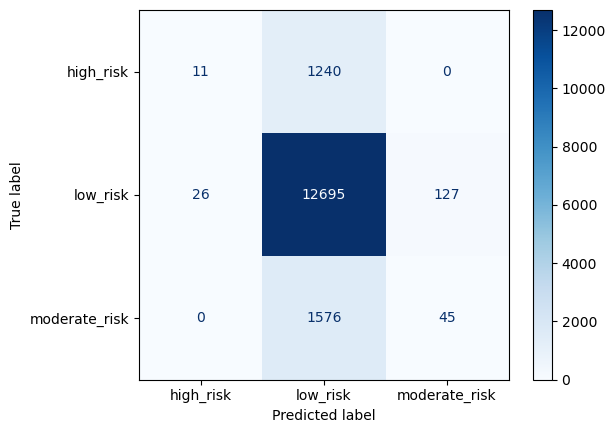 True label
high_risk 11 1240 0
low_risk 26 12695 127
moderate_risk 0 1576 45
high_risk low_risk moderate_risk
Predicted label
12000
10000
8000
6000
4000
2000
0